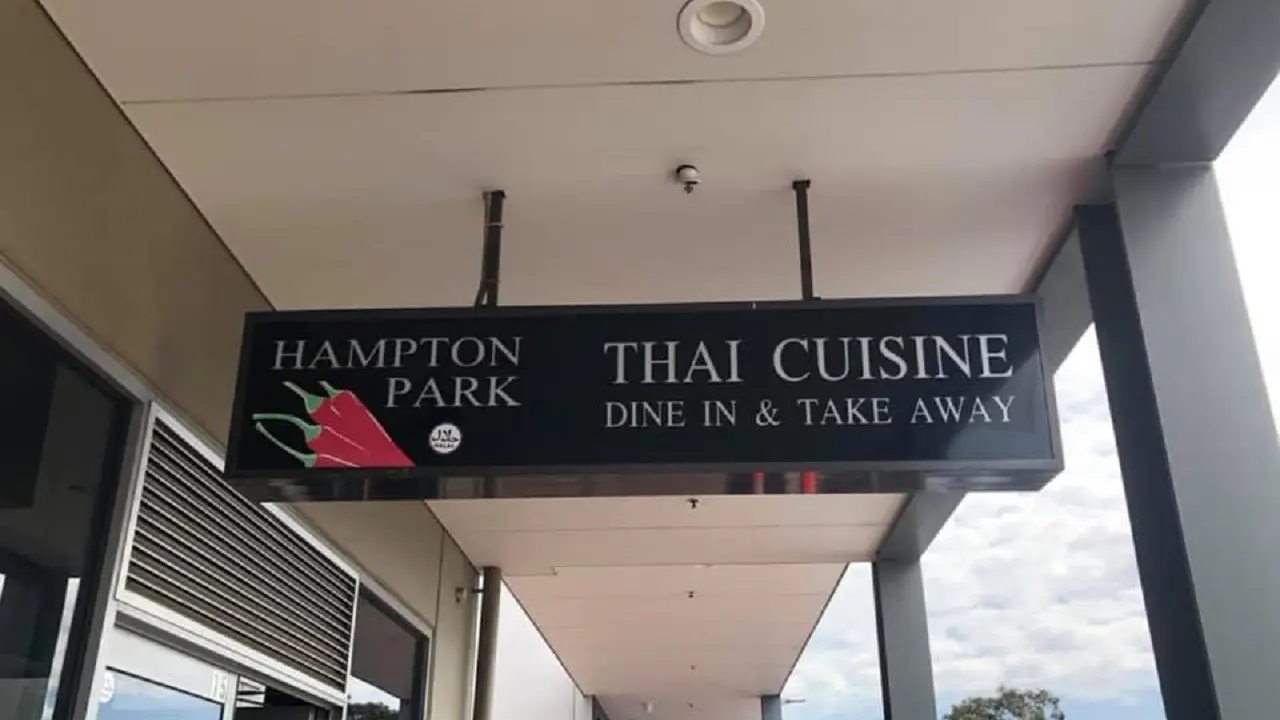 HAMPTON
PARK
THAI CUISINE
DINE IN & TAKE AWAY